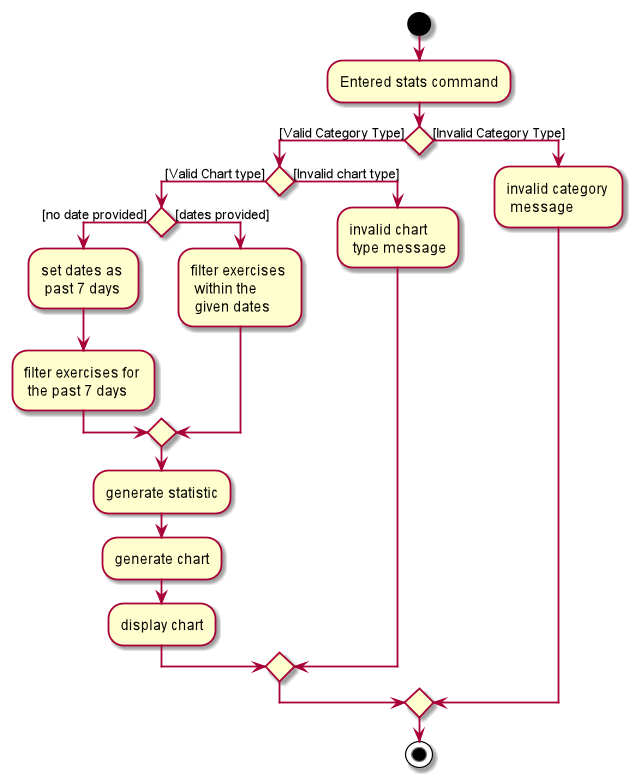 Entered stats command
[Valid Category Type]
[Invalid Category Type]
[Valid Chart type]
[Invalid chart type]
invalid category
message
[no date provided]
[dates provided]
invalid chart
type message
set dates as
past 7 days
filter exercises
within the
given dates
filter exercises for
the past 7 days
generate statistic
generate chart
display chart